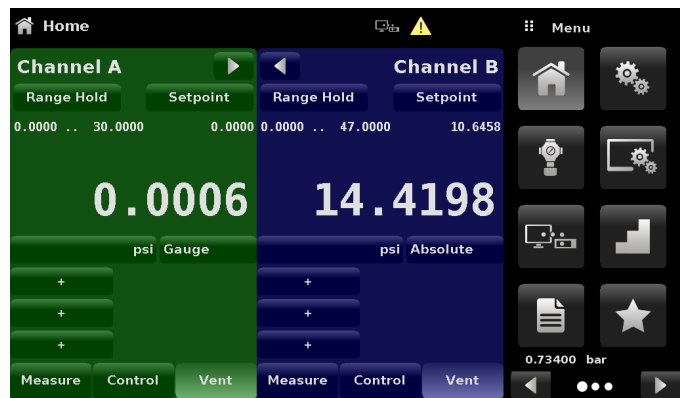 Home
Menu
Channel A
Channel B
Range Hold Setpoint Range Hold Setpoint
0.0000 .. 30.0000 0.0000 0.0000 .. 47.0000 10.6458
0.0006 14.4198
psi Gauge psi Absolute
+ +
+ +
+ +
0.73400 bar
Measure Control Vent Measure Control Vent